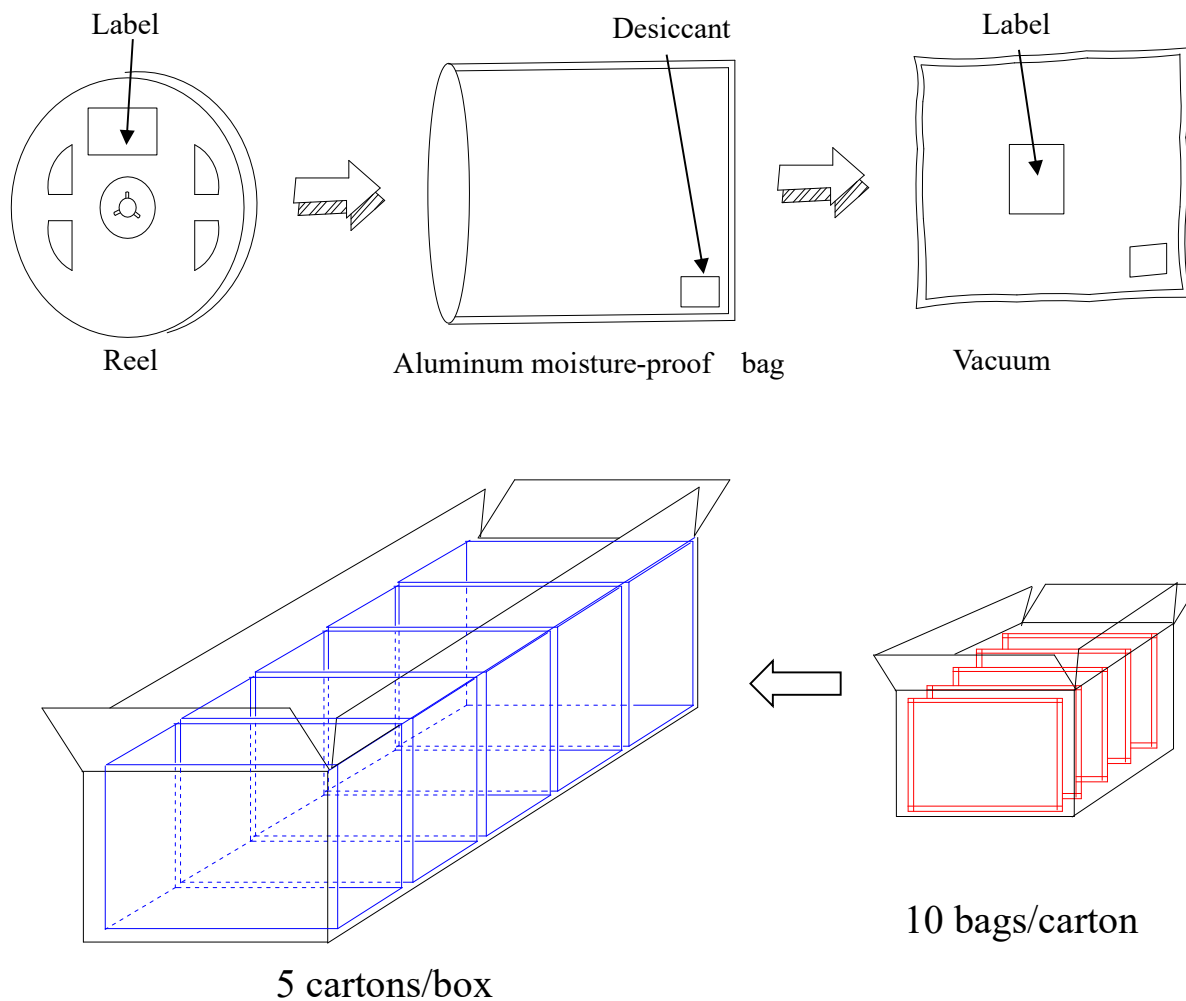 Label
Desiccant
Label
Reel
Aluminum moisture-proof bag
Vacuum
10 bags/carton
5 cartons/box